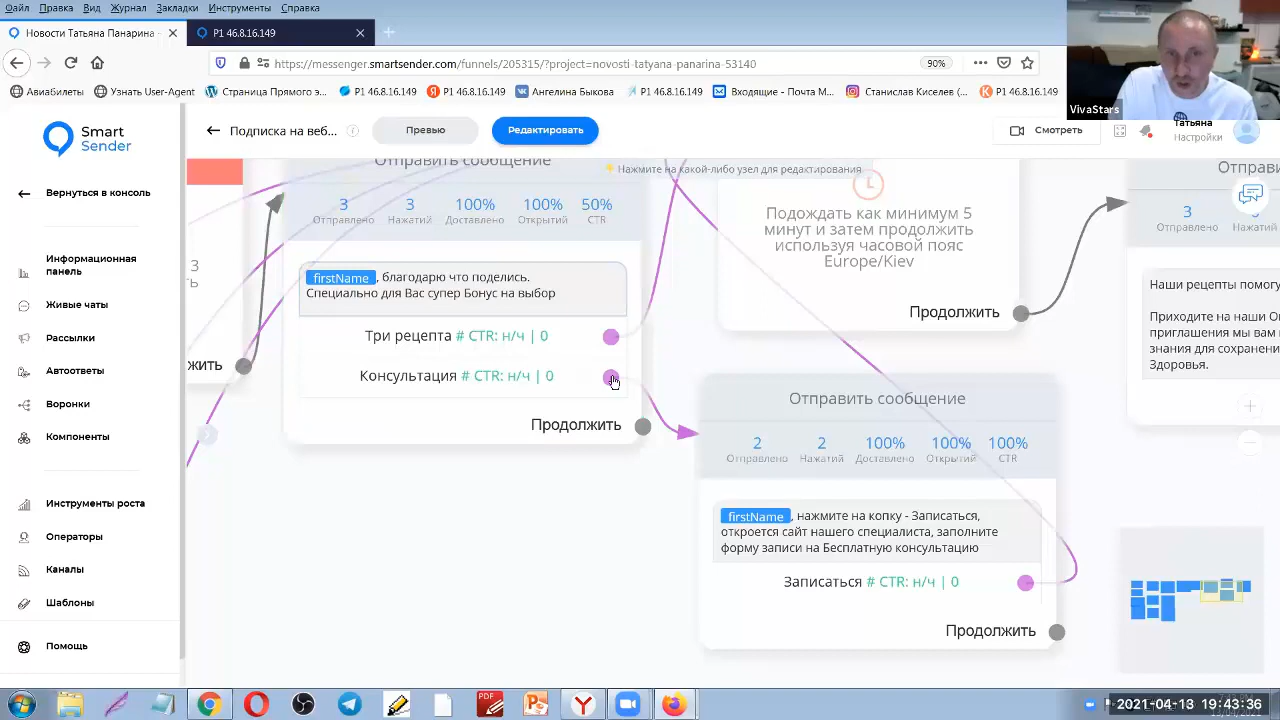 Файл Правка Вид Журнал Закладки Инструменты Справка
Новости Татьяна Панарина -
P1 46.8.16.149
https://messenger.smartsender.com/funnels/205315/?project=novosti-tatyana-panarina-53140
90%
Авиабилеты
Узнать User-Agent
Страница Прямого э...
P1 46.8.16.149
P1 46.8.16.149
Ангелина Быкова
P1 46.8.16.149
Входящие - Почта M...
Станислав Киселев (...
P1 46.8.16.149
VivaStars
Smart
Sender
Подписка на веб...
Превью
Редактировать
Смотреть
Татьяна
Настройки
Вернуться в консоль
Информационная
панель
Живые чаты
Рассылки
Автоответы
Воронки
Компоненты
Инструменты роста
Операторы
Каналы
Шаблоны
Помощь
Нажмите на какой-либо узел для редактирования
Отправить сообщение
3 3 100% 100% 50%
Отправлено Нажатий Доставлено Открытий CTR
firstName , благодарю что поделись.
Специально для Вас супер Бонус на выбор
Три рецепта # CTR: н/ч | 0
Консультация # CTR: н/ч | 0
Продолжить
3
ь
жить
Подождать как минимум 5
минут и затем продолжить
используя часовой пояс
Europe/Kiev
Продолжить
Отправить сообщение
2 2 100% 100% 100%
Отправлено Нажатий Доставлено Открытий CTR
firstName , нажмите на копку - Записаться,
откроется сайт нашего специалиста, заполните
форму записи на Бесплатную консультацию
Записаться # CTR: н/ч | 0
Продолжить
Отправи
3
Отправлено Нажатий
Наши рецепты помогу
Приходите на наши О
приглашения мы вам
знания для сохранени
Здоровья.
PDF
2021-04-13 19:43:36